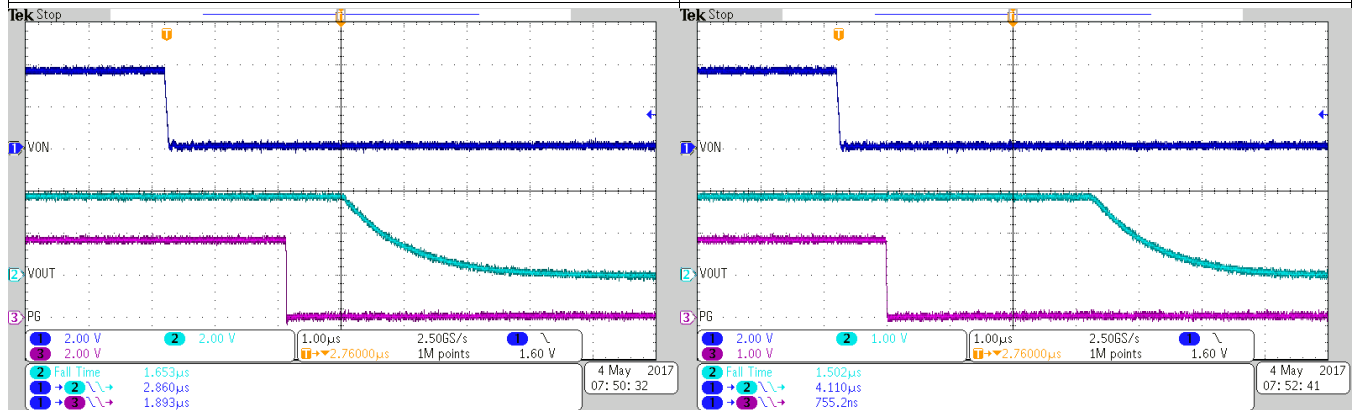 Tek Stop
T
T
1 VON
2 VOUT
3 PG
1 2.00 V 2 2.00 V
3 2.00 V
1.00µs 2.50GS/s 1
T→▼2.76000µs 1M points 1.60 V
2 Fall Time 1.653µs
1 → 2 2.860µs
1 → 3 1.893µs
4 May 2017
07:50:32
Tek Stop
T
T
1 VON
2 VOUT
3 PG
1 2.00 V 2 1.00 V
3 1.00 V
1.00µs 2.50GS/s 1
T→▼2.76000µs 1M points 1.60 V
2 Fall Time 1.502µs
1 → 2 4.110µs
1 → 3 755.2ns
4 May 2017
07:52:41